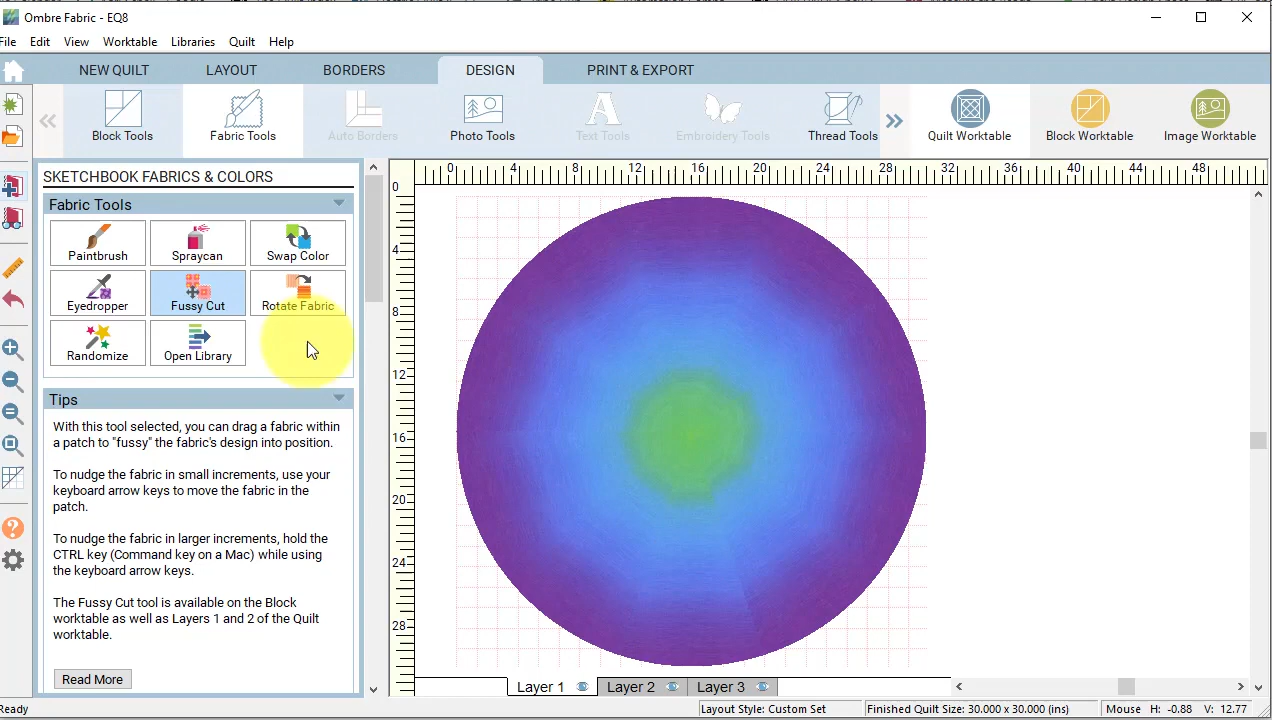 Ombre Fabric - EQ8
File Edit View Worktable Libraries Quilt Help
NEW QUILT LAYOUT BORDERS DESIGN PRINT & EXPORT
Block Tools Fabric Tools Auto Borders Photo Tools Text Tools Embroidery Tools Thread Tools Quilt Worktable Block Worktable Image Worktable
SKETCHBOOK FABRICS & COLORS
Fabric Tools
Paintbrush Spraycan Swap Color
Eyedropper Fussy Cut Rotate Fabric
Randomize Open Library
Tips
With this tool selected, you can drag a fabric within
a patch to "fussy" the fabric's design into position.
To nudge the fabric in small increments, use your
keyboard arrow keys to move the fabric in the
patch.
To nudge the fabric in larger increments, hold the
CTRL key (Command key on a Mac) while using
the keyboard arrow keys.
The Fussy Cut tool is available on the Block
worktable as well as Layers 1 and 2 of the Quilt
worktable.
Read More
0 4 8 12 16 20 24 28 32 36 40 44 48
0
4
8
12
16
20
24
28
Layer 1 Layer 2 Layer 3
Ready Layout Style: Custom Set Finished Quilt Size: 30.000 x 30.000 (ins) Mouse H: -0.88 V: 12.77